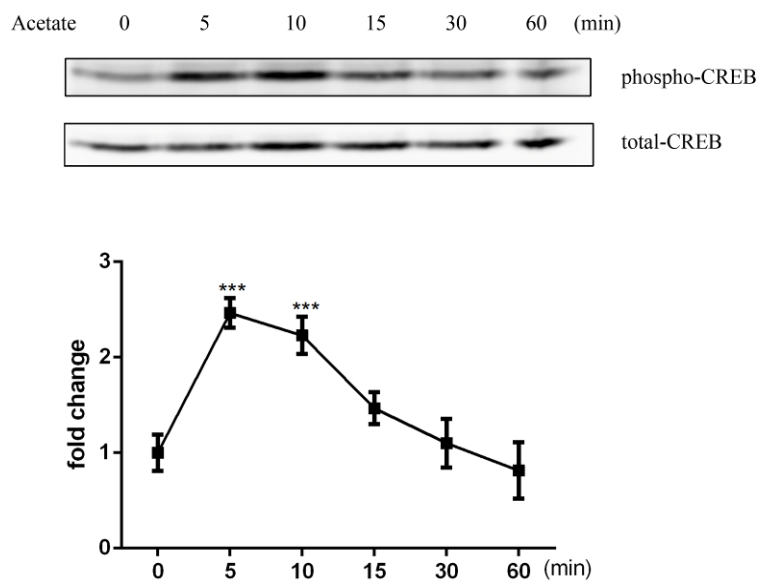 Acetate 0 5 10 15 30 60 (min)
phospho-CREB
total-CREB
3
***
***
2
fold change
1
0
0 5 10 15 30 60 (min)